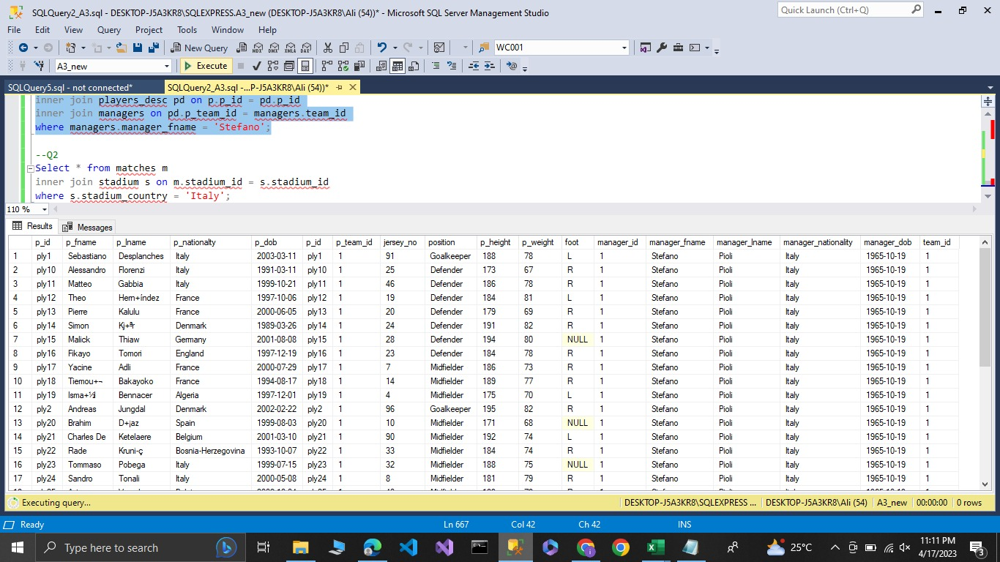 SQLQuery2_A3.sql - DESKTOP-J5A3KR8\SQLEXPRESS.A3_new (DESKTOP-J5A3KR8\Ali (54))* - Microsoft SQL Server Management Studio
Quick Launch (Ctrl+Q)
File Edit View Query Project Tools Window Help
New Query MDX DMX XMLA DAX WC001
A3_new Execute
SQLQuery5.sql - not connected* SQLQuery2_A3.sql -...P-J5A3KR8\Ali (54))*
inner join players_desc pd on p.p_id = pd.p_id
inner join managers on pd.p_team_id = managers.team_id
where managers.manager_fname = 'Stefano';
--Q2
Select * from matches m
inner join stadium s on m.stadium_id = s.stadium_id
where s.stadium_country = 'Italy';
110 %
Results Messages
p_id p_fname p_lname p_nationalty p_dob p_id p_team_id jersey_no position p_height p_weight foot manager_id manager_fname manager_lname manager_nationality manager_dob team_id
1 ply1 Sebastiano Desplanches Italy 2003-03-11 ply1 1 91 Goalkeeper 188 78 L 1 Stefano Pioli Italy 1965-10-19 1
2 ply10 Alessandro Florenzi Italy 1991-03-11 ply10 1 25 Defender 173 67 R 1 Stefano Pioli Italy 1965-10-19 1
3 ply11 Matteo Gabbia Italy 1999-10-21 ply11 1 46 Defender 186 78 R 1 Stefano Pioli Italy 1965-10-19 1
4 ply12 Theo Hern+índez France 1997-10-06 ply12 1 19 Defender 184 81 L 1 Stefano Pioli Italy 1965-10-19 1
5 ply13 Pierre Kalulu France 2000-06-05 ply13 1 20 Defender 179 69 R 1 Stefano Pioli Italy 1965-10-19 1
6 ply14 Simon Denmark 1989-03-26 ply14 1 24 Defender 191 82 R 1 Stefano Pioli Italy 1965-10-19 1
7 ply15 Malick Thiaw Germany 2001-08-08 ply15 1 28 Defender 194 80 NULL 1 Stefano Pioli Italy 1965-10-19 1
8 ply16 Fikayo Tomori England 1997-12-19 ply16 1 23 Defender 184 78 R 1 Stefano Pioli Italy 1965-10-19 1
9 ply17 Yacine Adli France 2000-07-29 ply17 1 7 Midfielder 186 73 R 1 Stefano Pioli Italy 1965-10-19 1
10 ply18 Tiemou+¬ Bakayoko France 1994-08-17 ply18 1 14 Midfielder 189 77 R 1 Stefano Pioli Italy 1965-10-19 1
11 ply19 Bennacer Algeria 1997-12-01 ply19 1 4 Midfielder 175 70 L 1 Stefano Pioli Italy 1965-10-19 1
12 ply2 Andreas Jungdal Denmark 2002-02-22 ply2 1 96 Goalkeeper 195 82 R 1 Stefano Pioli Italy 1965-10-19 1
13 ply20 Brahim D+¡az Spain 1999-08-03 ply20 1 10 Midfielder 171 68 NULL 1 Stefano Pioli Italy 1965-10-19 1
14 ply21 Charles De Ketelaere Belgium 2001-03-10 ply21 1 90 Midfielder 192 74 L 1 Stefano Pioli Italy 1965-10-19 1
15 ply22 Rade Kruni-ç Bosnia-Herzegovina 1993-10-07 ply22 1 33 Midfielder 184 74 R 1 Stefano Pioli Italy 1965-10-19 1
16 ply23 Tommaso Pobega Italy 1999-07-15 ply23 1 32 Midfielder 188 75 NULL 1 Stefano Pioli Italy 1965-10-19 1
17 ply24 Sandro Tonali Italy 2000-05-08 ply24 1 8 Midfielder 181 79 R 1 Stefano Pioli Italy 1965-10-19 1
Executing query... DESKTOP-J5A3KR8\SQLEXPRESS ... DESKTOP-J5A3KR8\Ali (54) A3_new 00:00:00 0 rows
Ready Ln 667 Col 42 Ch 42 INS
Type here to search 25°C 11:11 PM
4/17/2023 3